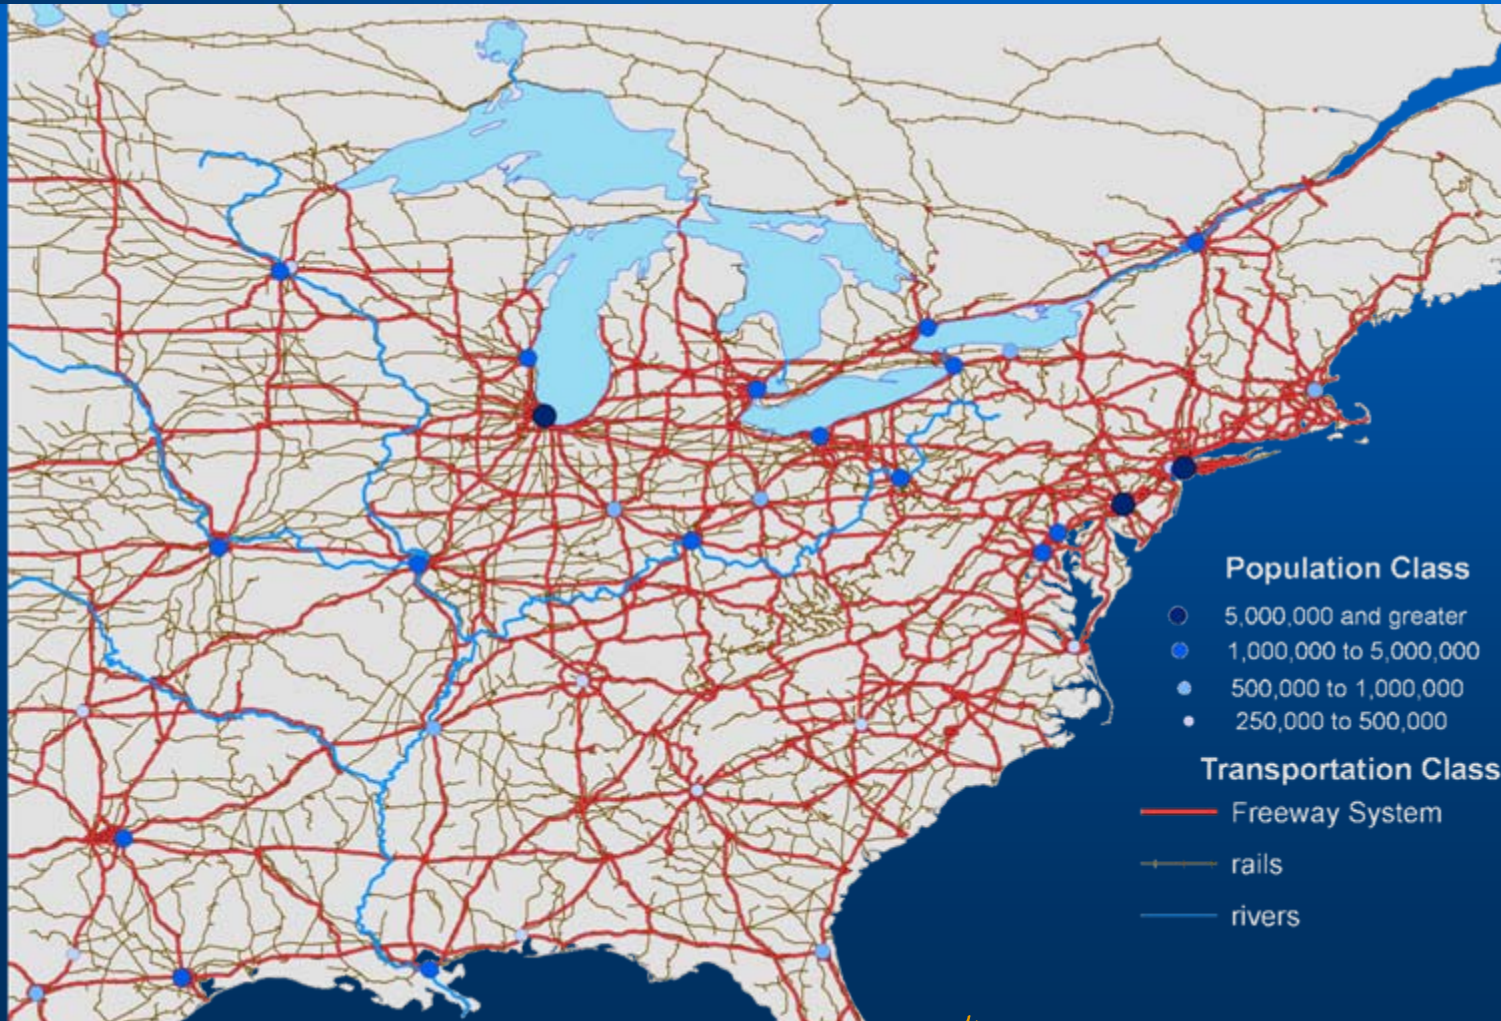 Population Class
5,000,000 and greater
1,000,000 to 5,000,000
500,000 to 1,000,000
250,000 to 500,000
Transportation Class
Freeway System
rails
rivers